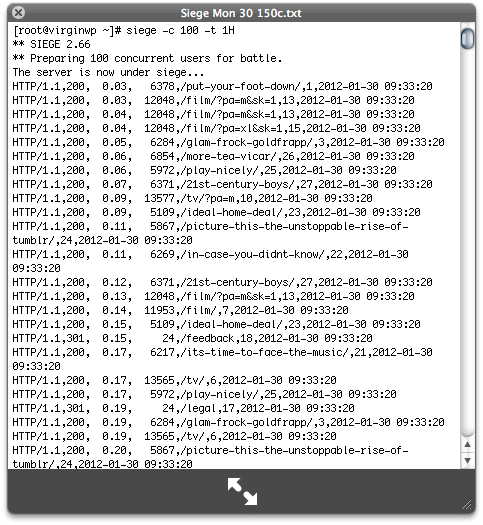 Siege Mon 30 150c.txt
[root@virginwp ~]# siege -c 100 -t 1H
** SIEGE 2.66
** Preparing 100 concurrent users for battle.
The server is now under siege...
HTTP/1.1,200,  0.03,   6378,/put-your-foot-down/,1,2012-01-30 09:33:20
HTTP/1.1,200,  0.03,  12048,/film/?pa=m&sk=1,13,2012-01-30 09:33:20
HTTP/1.1,200,  0.04,  12048,/film/?pa=m&sk=1,13,2012-01-30 09:33:20
HTTP/1.1,200,  0.04,  12048,/film/?pa=xl&sk=1,15,2012-01-30 09:33:20
HTTP/1.1,200,  0.05,   6284,/glam-frock-goldfrapp/,3,2012-01-30 09:33:20
HTTP/1.1,200,  0.06,   6854,/more-tea-vicar/,26,2012-01-30 09:33:20
HTTP/1.1,200,  0.06,   5972,/play-nicely/,25,2012-01-30 09:33:20
HTTP/1.1,200,  0.07,   6371,/21st-century-boys/,27,2012-01-30 09:33:20
HTTP/1.1,200,  0.09,  13577,/tv/?pa=m,10,2012-01-30 09:33:20
HTTP/1.1,200,  0.09,   5109,/ideal-home-deal/,23,2012-01-30 09:33:20
HTTP/1.1,200,  0.11,   5867,/picture-this-the-unstoppable-rise-of-
tumblr/,24,2012-01-30 09:33:20
HTTP/1.1,200,  0.11,   6269,/in-case-you-didnt-know/,22,2012-01-30
09:33:20
HTTP/1.1,200,  0.12,   6371,/21st-century-boys/,27,2012-01-30 09:33:20
HTTP/1.1,200,  0.13,  12048,/film/?pa=m&sk=1,13,2012-01-30 09:33:20
HTTP/1.1,200,  0.14,  11953,/film/,7,2012-01-30 09:33:20
HTTP/1.1,200,  0.15,   5109,/ideal-home-deal/,23,2012-01-30 09:33:20
HTTP/1.1,301,  0.15,     24,/feedback,18,2012-01-30 09:33:20
HTTP/1.1,200,  0.17,   6217,/its-time-to-face-the-music/,21,2012-01-30
09:33:20
HTTP/1.1,200,  0.17,  13565,/tv/,6,2012-01-30 09:33:20
HTTP/1.1,200,  0.17,   5972,/play-nicely/,25,2012-01-30 09:33:20
HTTP/1.1,301,  0.19,     24,/legal,17,2012-01-30 09:33:20
HTTP/1.1,200,  0.19,   6284,/glam-frock-goldfrapp/,3,2012-01-30 09:33:20
HTTP/1.1,200,  0.19,  13565,/tv/,6,2012-01-30 09:33:20
HTTP/1.1,200,  0.20,   5867,/picture-this-the-unstoppable-rise-of-
tumblr/,24,2012-01-30 09:33:20